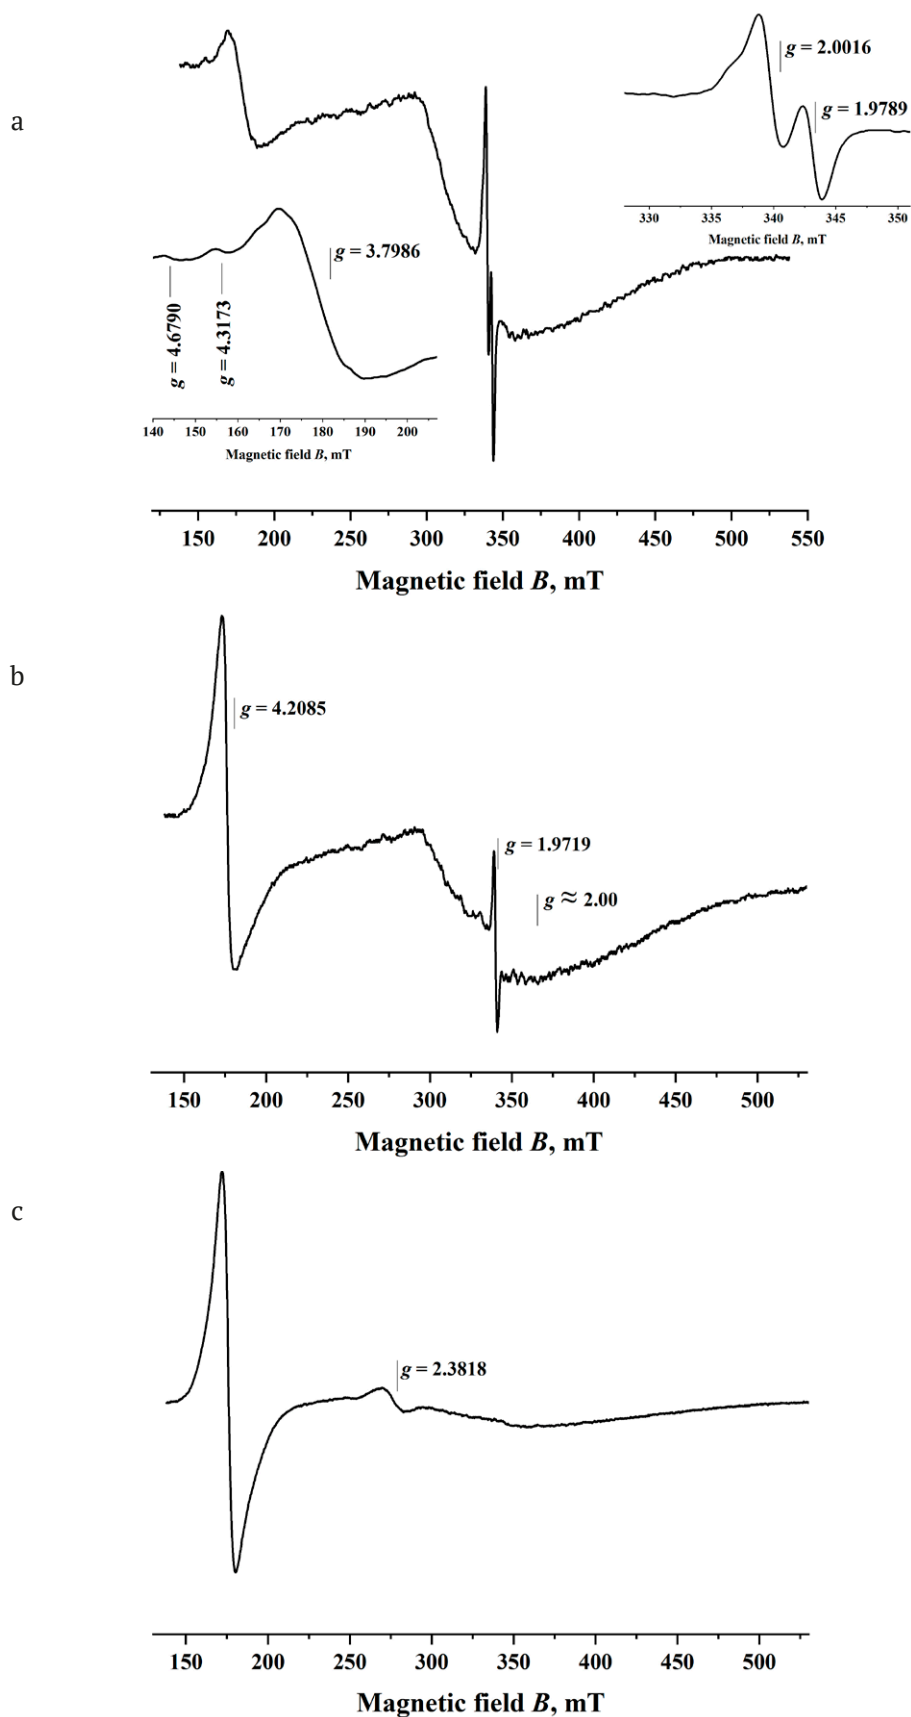 a
g = 2.0016
g = 1.9789
330 335 340 345 350
Magnetic field B, mT
g = 3.7986
g = 4.6790
g = 4.3173
140 150 160 170 180 190 200
Magnetic field B, mT
150 200 250 300 350 400 450 500 550
Magnetic field B, mT
b
g = 4.2085
g = 1.9719
g ≈ 2.00
150 200 250 300 350 400 450 500
Magnetic field B, mT
c
g = 2.3818
150 200 250 300 350 400 450 500
Magnetic field B, mT